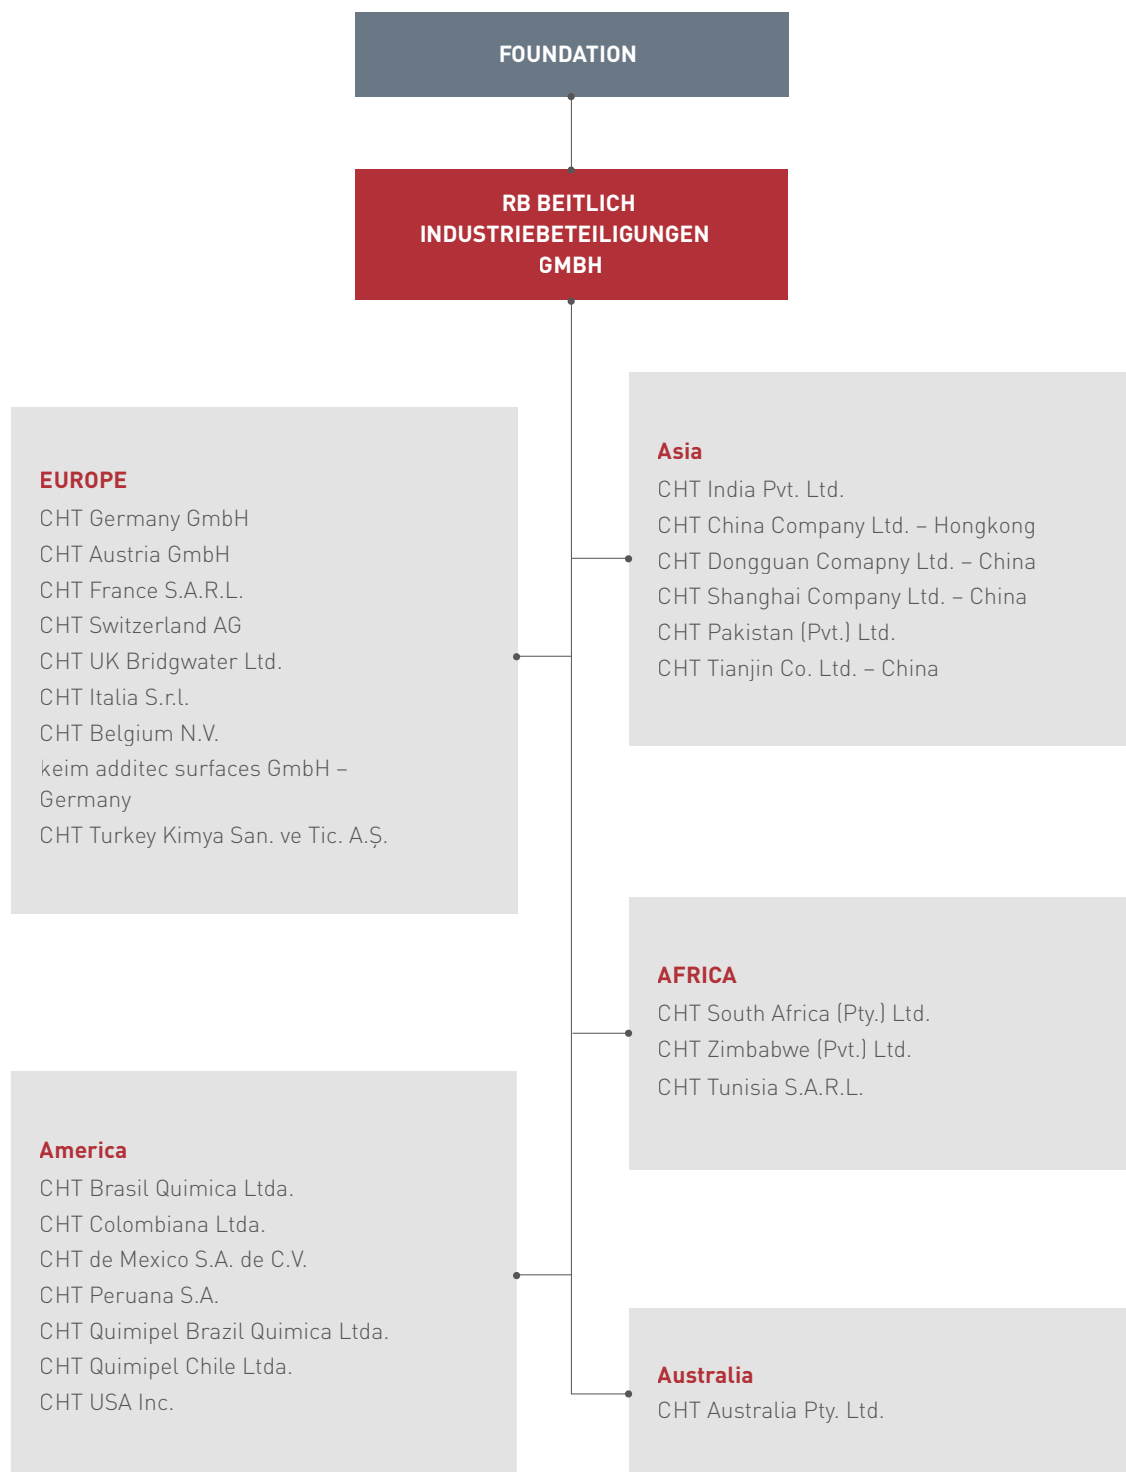 FOUNDATION
RB BEITLICH
INDUSTRIEBETEILIGUNGEN
GMBH
EUROPE
CHT Germany GmbH
CHT Austria GmbH
CHT France S.A.R.L.
CHT Switzerland AG
CHT UK Bridgwater Ltd.
CHT Italia S.r.l.
CHT Belgium N.V.
keim additec surfaces GmbH –
Germany
CHT Turkey Kimya San. ve Tic. A.Ş.
Asia
CHT India Pvt. Ltd.
CHT China Company Ltd. – Hongkong
CHT Dongguan Comapny Ltd. – China
CHT Shanghai Company Ltd. – China
CHT Pakistan (Pvt.) Ltd.
CHT Tianjin Co. Ltd. – China
AFRICA
CHT South Africa (Pty.) Ltd.
CHT Zimbabwe (Pvt.) Ltd.
CHT Tunisia S.A.R.L.
America
CHT Brasil Quimica Ltda.
CHT Colombiana Ltda.
CHT de Mexico S.A. de C.V.
CHT Peruana S.A.
CHT Quimipel Brazil Quimica Ltda.
CHT Quimipel Chile Ltda.
CHT USA Inc.
Australia
CHT Australia Pty. Ltd.